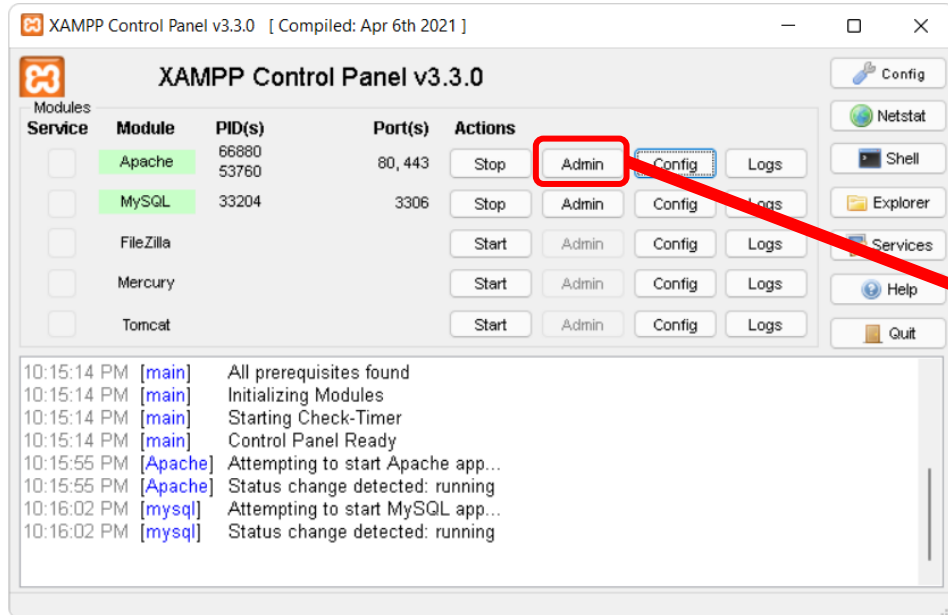 XAMPP Control Panel v3.3.0 [ Compiled: Apr 6th 2021 ]
XAMPP Control Panel v3.3.0
Config
Modules
Service Module PID(s) Port(s) Actions
Netstat
Apache 66880 53760 80, 443 Stop Admin Config Logs
Shell
MySQL 33204 3306 Stop Admin Config Logs
Explorer
FileZilla Start Admin Config Logs
Services
Mercury Start Admin Config Logs
Help
Tomcat Start Admin Config Logs
Quit
10:15:14 PM [main] All prerequisites found
10:15:14 PM [main] Initializing Modules
10:15:14 PM [main] Starting Check-Timer
10:15:14 PM [main] Control Panel Ready
10:15:55 PM [Apache] Attempting to start Apache app...
10:15:55 PM [Apache] Status change detected: running
10:16:02 PM [mysql] Attempting to start MySQL app...
10:16:02 PM [mysql] Status change detected: running